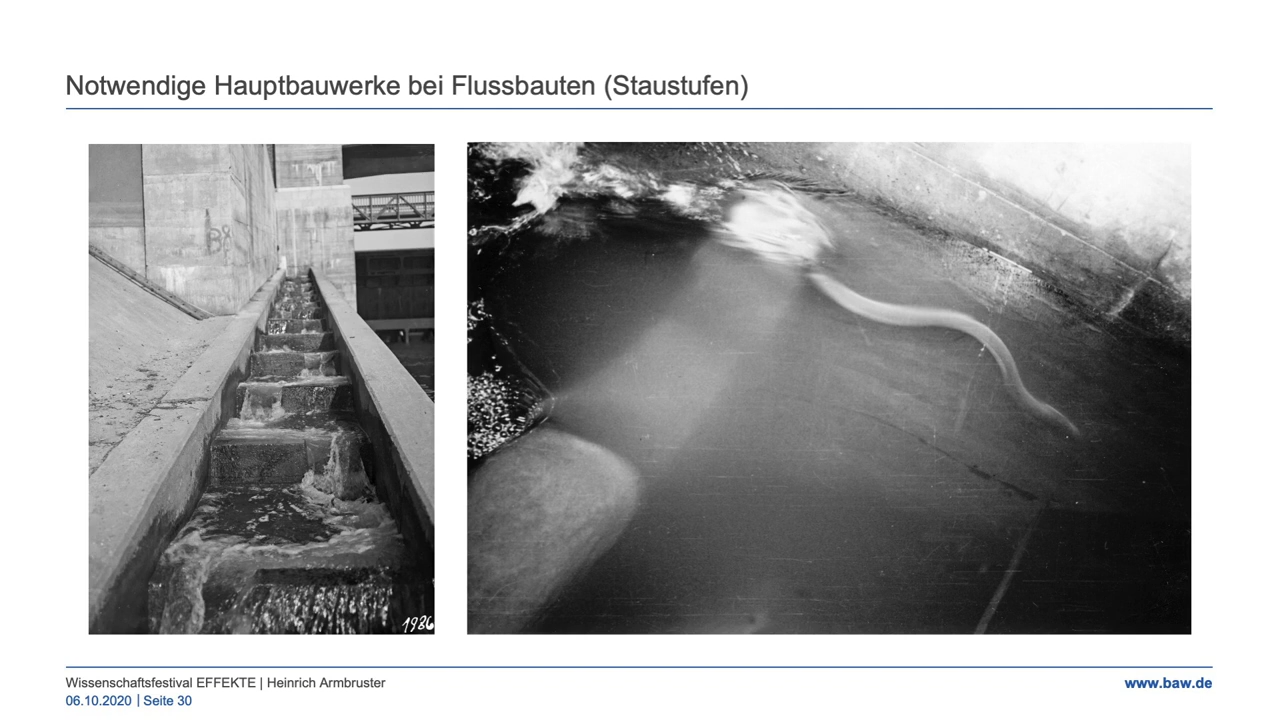 Notwendige Hauptbauwerke bei Flussbauten (Staustufen)
1986
Wissenschaftsfestival EFFEKTE | Heinrich Armbruster
www.baw.de
06.10.2020 | Seite 30